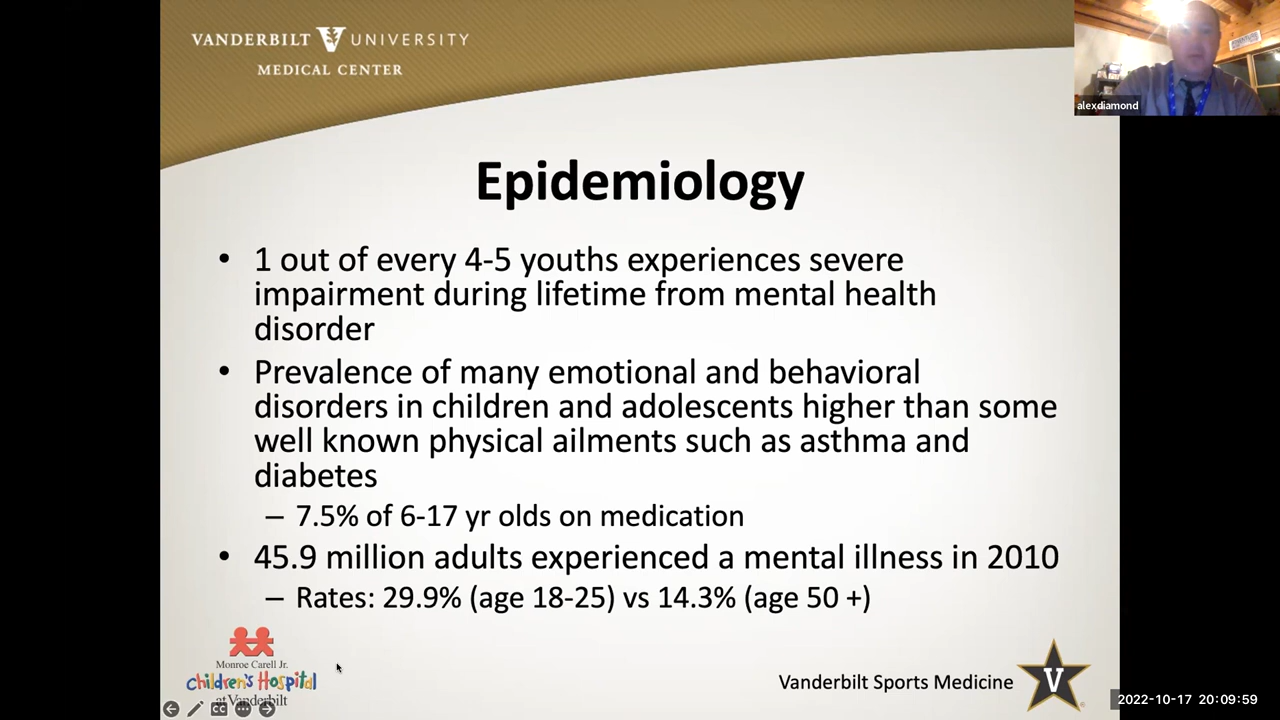 VANDERBILT V UNIVERSITY
MEDICAL CENTER
alexdiamond
Epidemiology
• 1 out of every 4-5 youths experiences severe
impairment during lifetime from mental health
disorder
• Prevalence of many emotional and behavioral
disorders in children and adolescents higher than some
well known physical ailments such as asthma and
diabetes
– 7.5% of 6-17 yr olds on medication
• 45.9 million adults experienced a mental illness in 2010
– Rates: 29.9% (age 18-25) vs 14.3% (age 50 +)
Monroe Carell Jr.
Children's Hospital
at Vanderbilt
CC
Vanderbilt Sports Medicine
V
2022-10-17 20:09:59